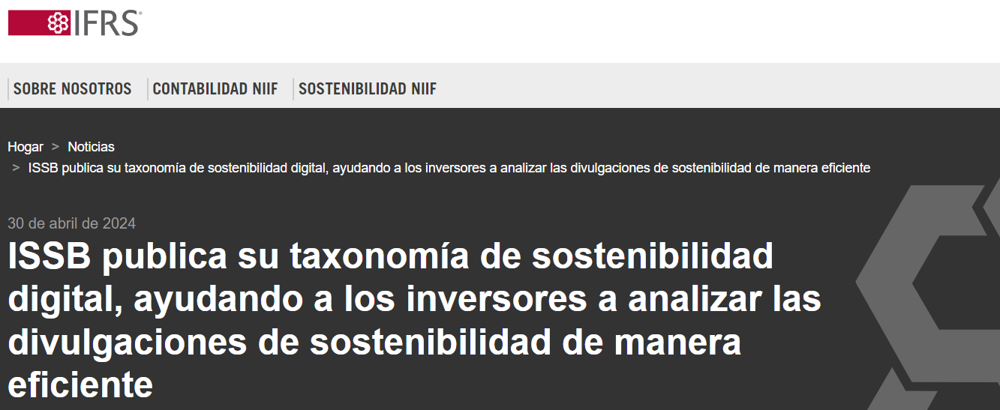 IFRS®
SOBRE NOSOTROS CONTABILIDAD NIIF SOSTENIBILIDAD NIIF
Hogar > Noticias
> ISSB publica su taxonomía de sostenibilidad digital, ayudando a los inversores a analizar las divulgaciones de sostenibilidad de manera eficiente
30 de abril de 2024
ISSB publica su taxonomía de sostenibilidad
digital, ayudando a los inversores a analizar las
divulgaciones de sostenibilidad de manera
eficiente